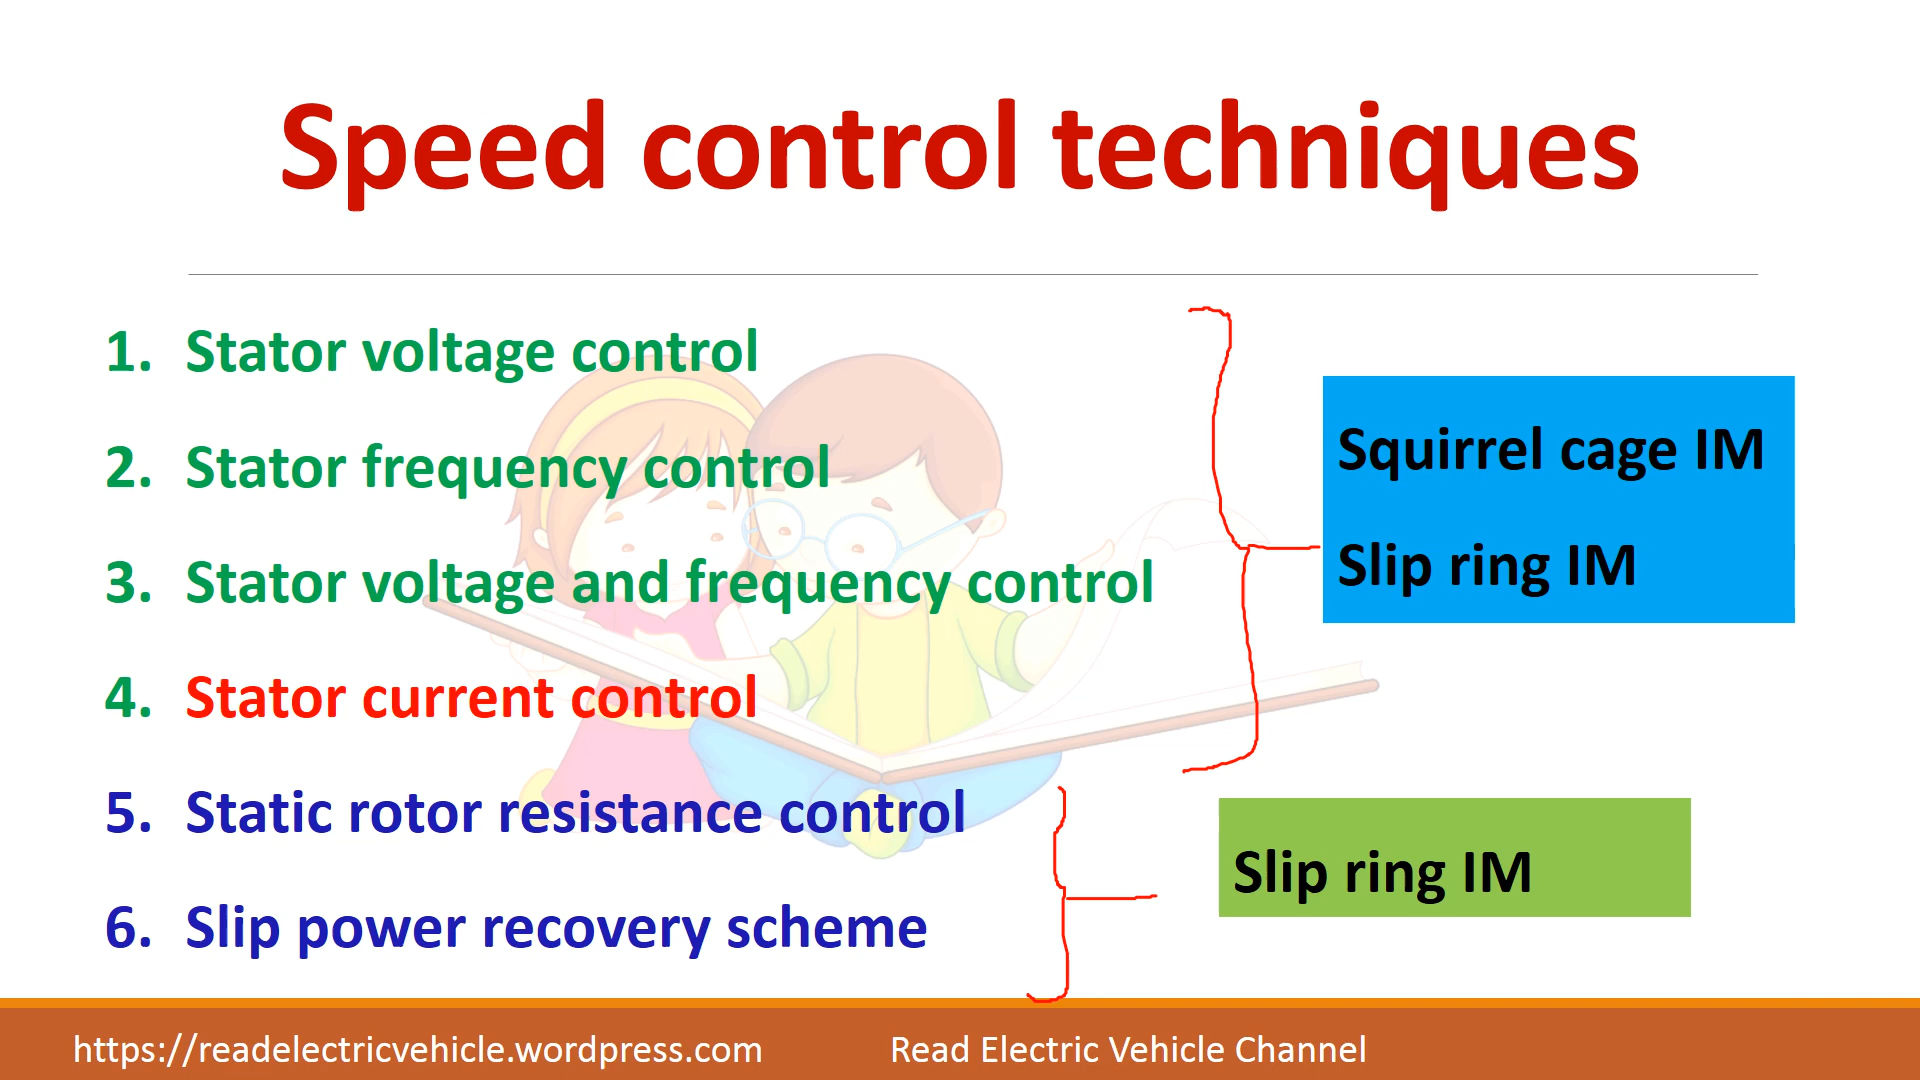 Speed control techniques
1. Stator voltage control
2. Stator frequency control
3. Stator voltage and frequency control
4. Stator current control
5. Static rotor resistance control
6. Slip power recovery scheme
Squirrel cage IM
Slip ring IM
Slip ring IM
https://readelectricvehicle.wordpress.com
Read Electric Vehicle Channel